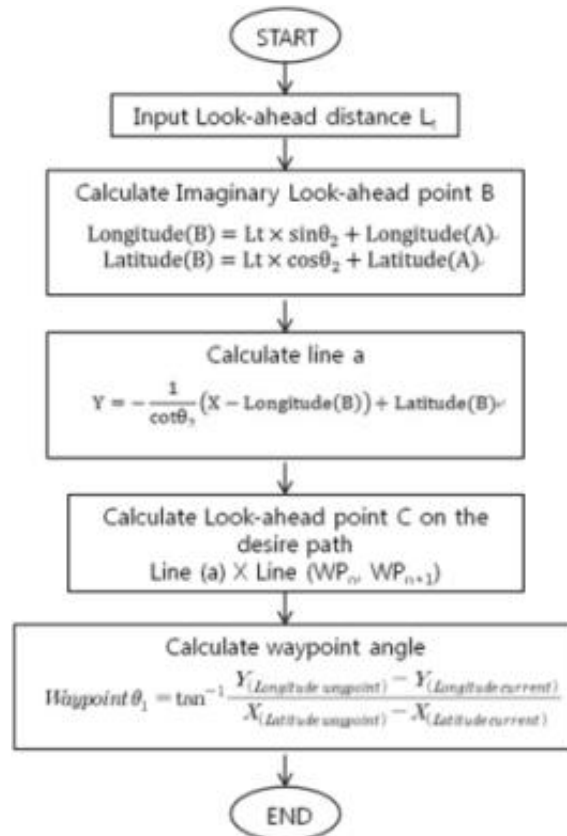 START
Input Look-ahead distance Lₜ
Calculate Imaginary Look-ahead point B
Longitude(B) = Lt × sinθ₂ + Longitude(A)
Latitude(B) = Lt × cosθ₂ + Latitude(A)
Calculate line a
Y = − 1/cotθ₂ (X − Longitude(B)) + Latitude(B)
Calculate Look-ahead point C on the
desire path
Line (a) X Line (WPₙ, WPₙ₊₁)
Calculate waypoint angle
Waypoint θ₁ = tan⁻¹ Y(Longitude waypoint) − Y(Longitude current) / X(Latitude waypoint) − X(Latitude current)
END